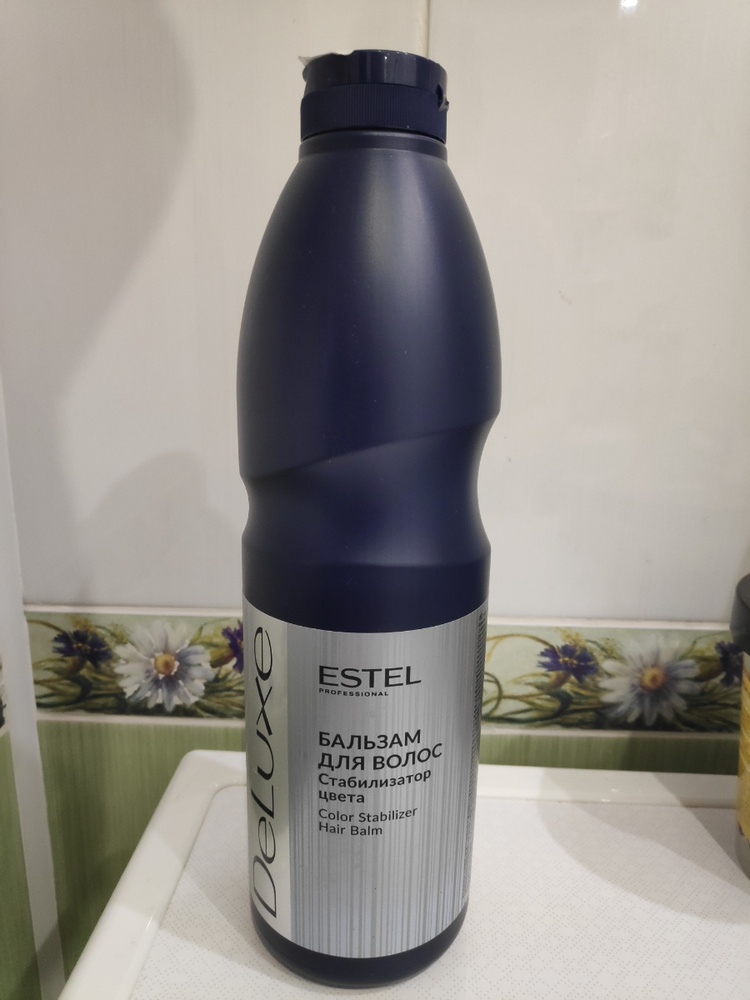 DeLuxe
ESTEL
PROFESSIONAL
БАЛЬЗАМ
ДЛЯ ВОЛОС
Стабилизатор
цвета
Color Stabilizer
Hair Balm